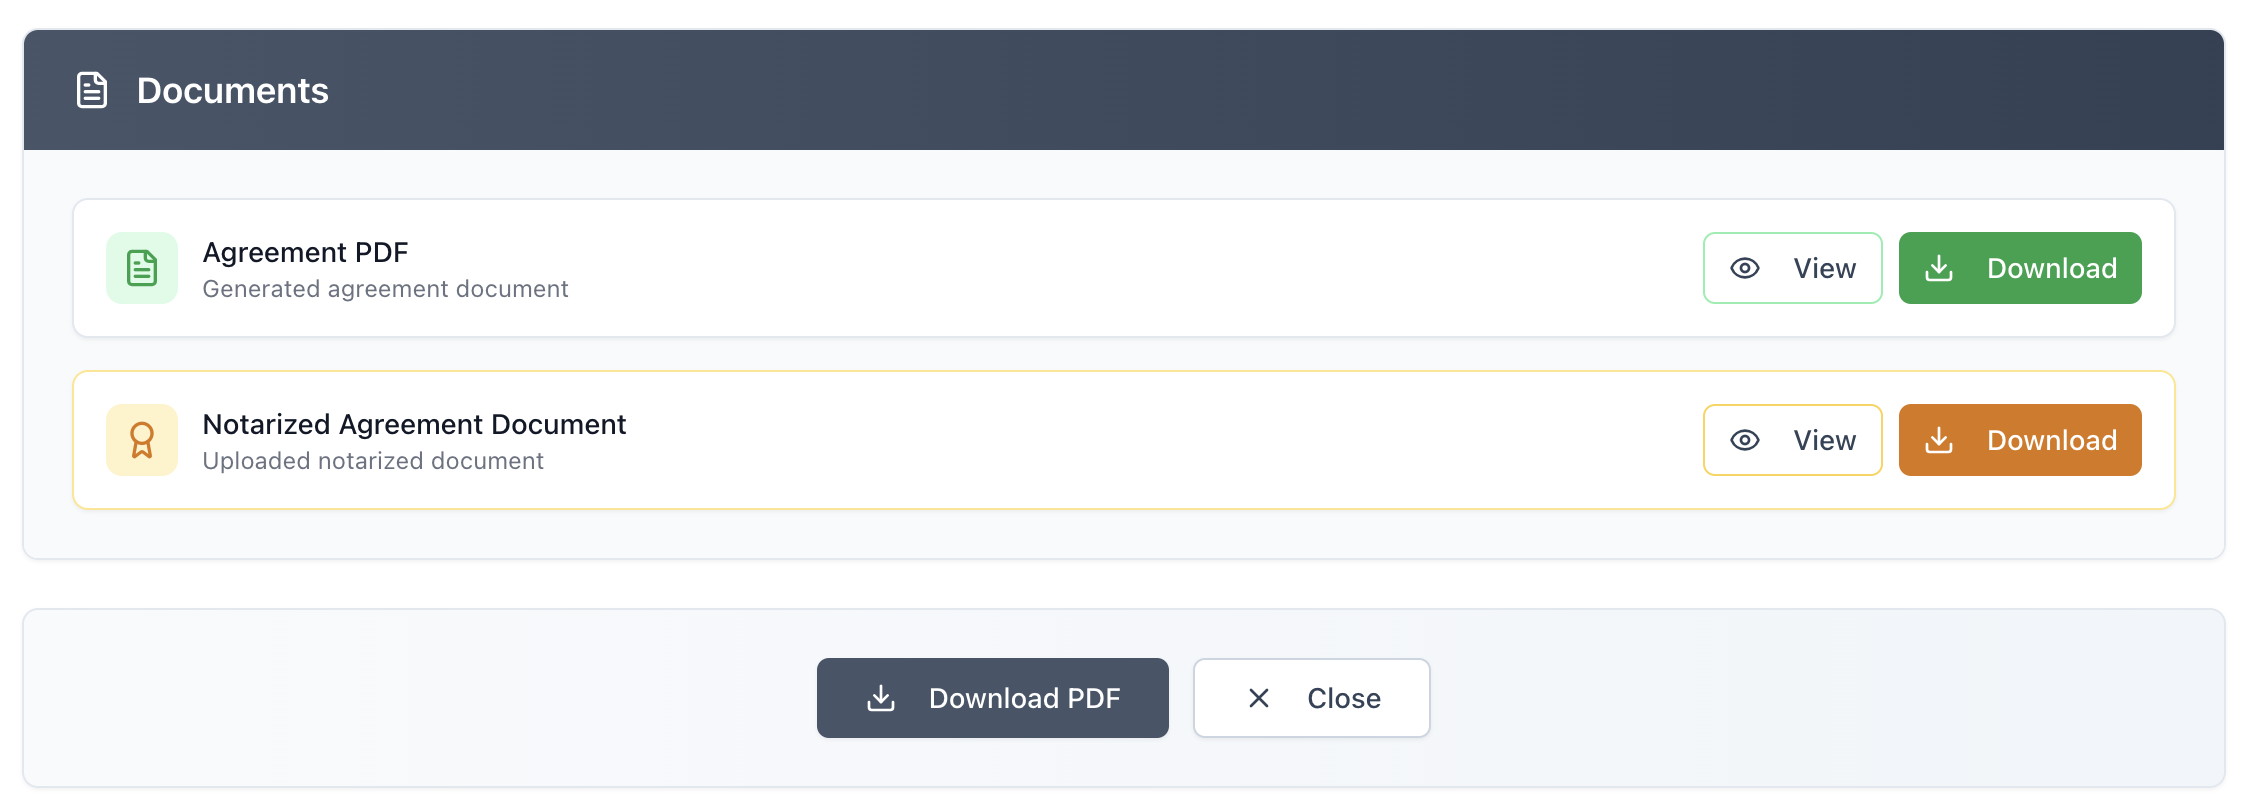 Documents
Agreement PDF
Generated agreement document
View
Download
Notarized Agreement Document
Uploaded notarized document
View
Download
Download PDF
Close